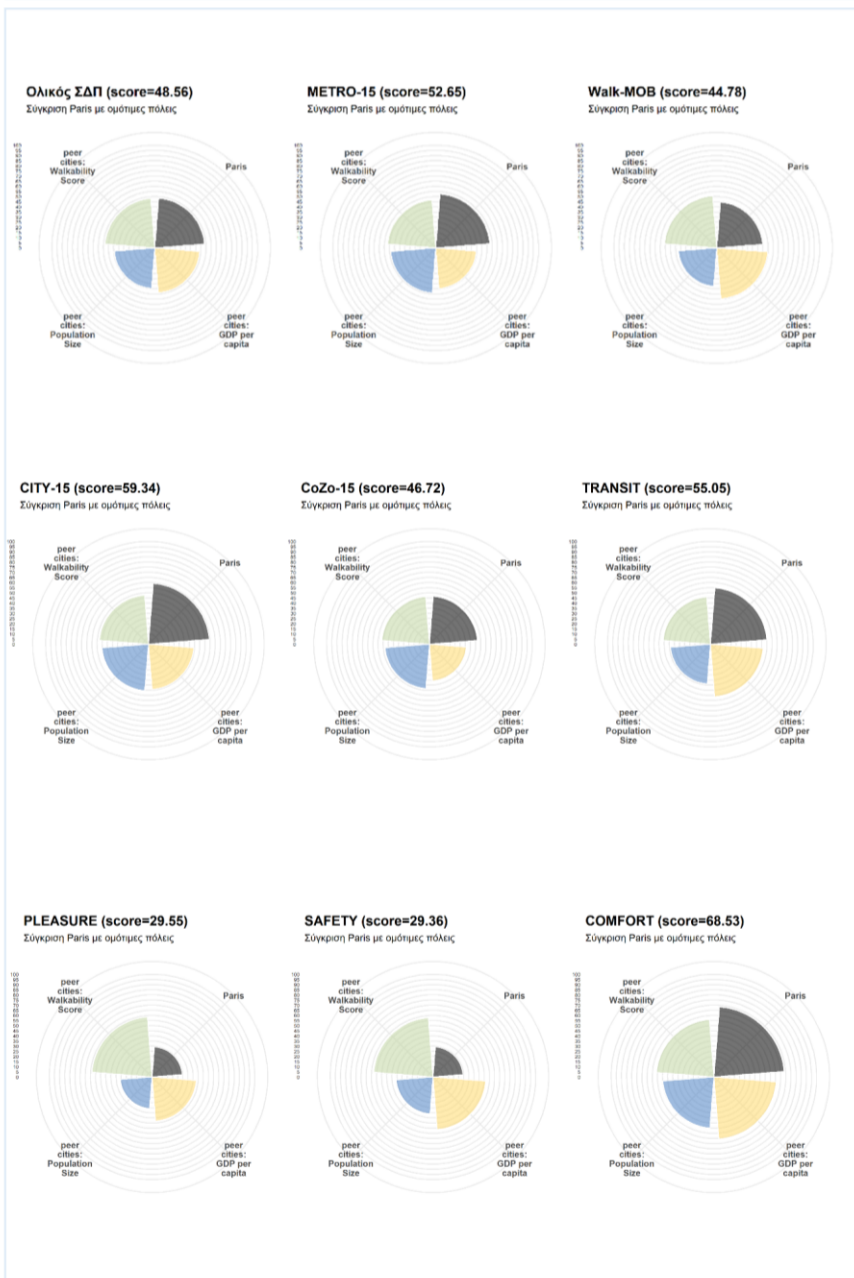 Ολικός ΣΔΠ (score=48.56)
Σύγκριση Paris με ομότιμες πόλεις
peer
cities:
Walkability
Score
Paris
peer
cities:
Population
Size
peer
cities:
GDP per
capita
METRO-15 (score=52.65)
Σύγκριση Paris με ομότιμες πόλεις
peer
cities:
Walkability
Score
Paris
peer
cities:
Population
Size
peer
cities:
GDP per
capita
Walk-MOB (score=44.78)
Σύγκριση Paris με ομότιμες πόλεις
peer
cities:
Walkability
Score
Paris
peer
cities:
Population
Size
peer
cities:
GDP per
capita
CITY-15 (score=59.34)
Σύγκριση Paris με ομότιμες πόλεις
peer
cities:
Walkability
Score
Paris
peer
cities:
Population
Size
peer
cities:
GDP per
capita
CoZo-15 (score=46.72)
Σύγκριση Paris με ομότιμες πόλεις
peer
cities:
Walkability
Score
Paris
peer
cities:
Population
Size
peer
cities:
GDP per
capita
TRANSIT (score=55.05)
Σύγκριση Paris με ομότιμες πόλεις
peer
cities:
Walkability
Score
Paris
peer
cities:
Population
Size
peer
cities:
GDP per
capita
PLEASURE (score=29.55)
Σύγκριση Paris με ομότιμες πόλεις
peer
cities:
Walkability
Score
Paris
peer
cities:
Population
Size
peer
cities:
GDP per
capita
SAFETY (score=29.36)
Σύγκριση Paris με ομότιμες πόλεις
peer
cities:
Walkability
Score
Paris
peer
cities:
Population
Size
peer
cities:
GDP per
capita
COMFORT (score=68.53)
Σύγκριση Paris με ομότιμες πόλεις
peer
cities:
Walkability
Score
Paris
peer
cities:
Population
Size
peer
cities:
GDP per
capita